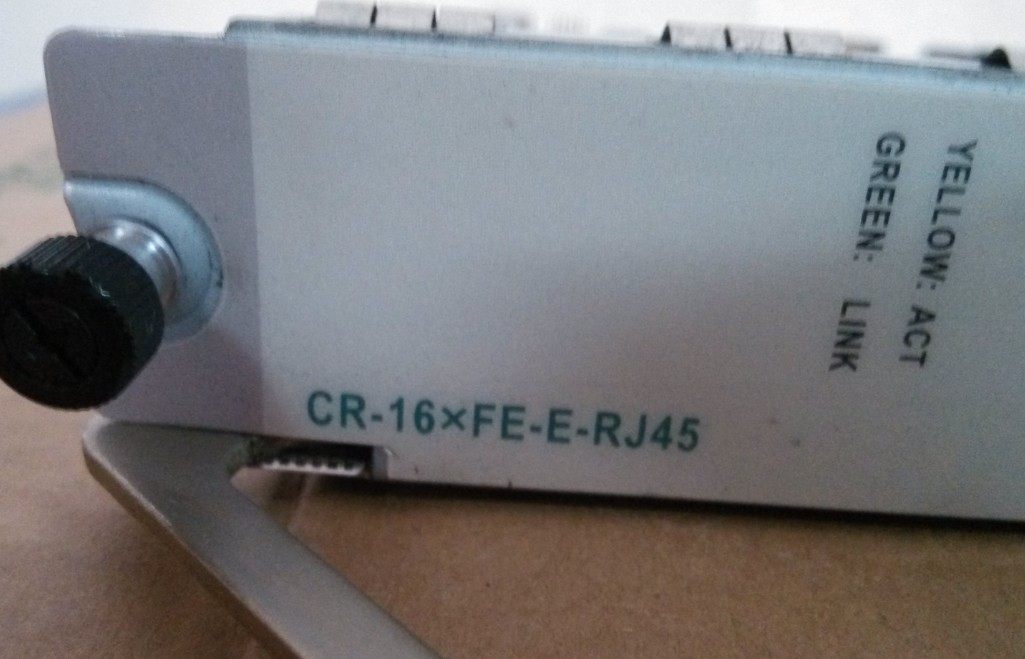 YELLOW: ACT
GREEN: LINK
CR-16×FE-E-RJ45